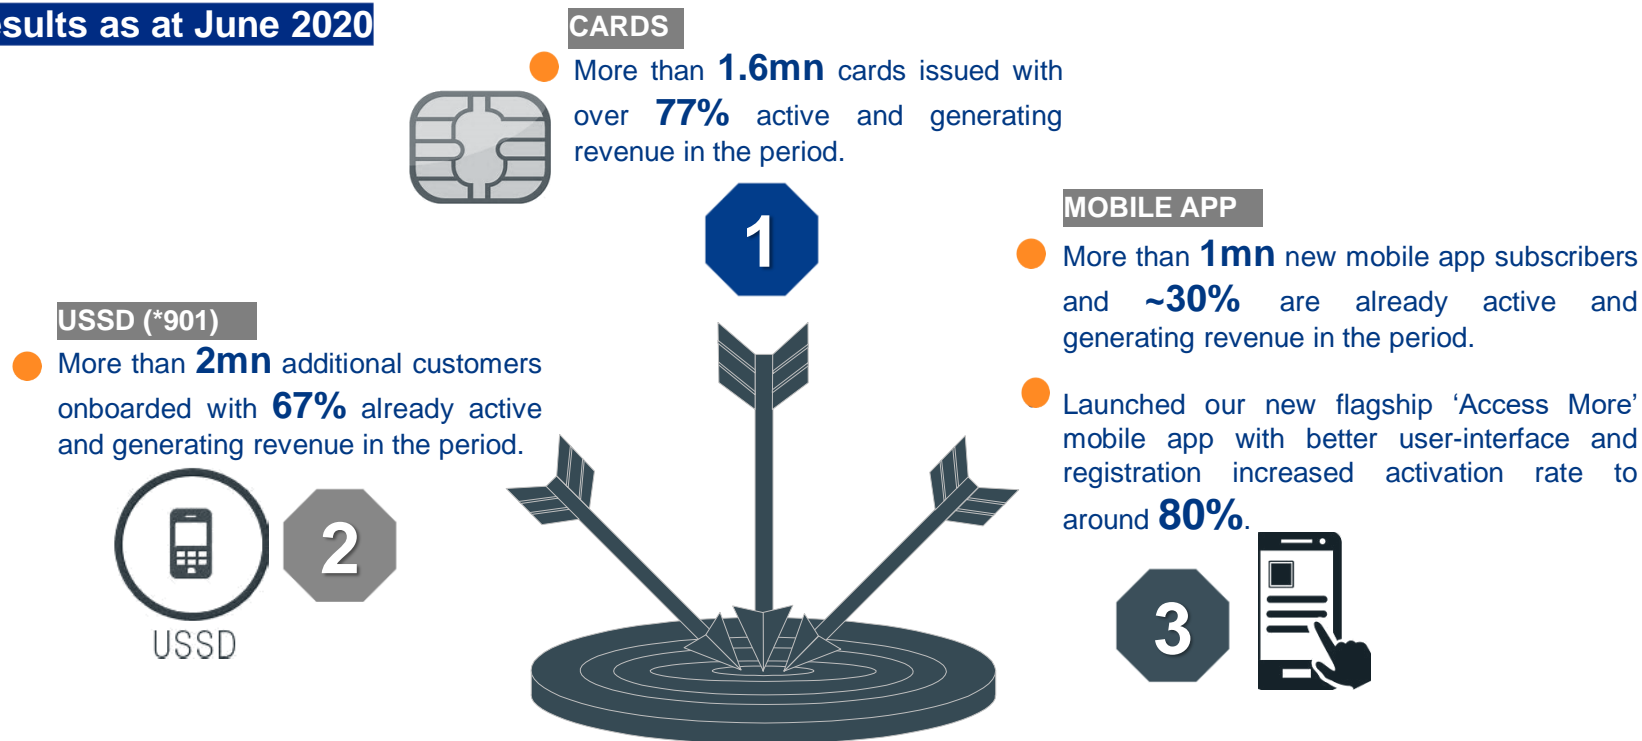 esults as at June 2020
CARDS
More than 1.6mn cards issued with
over 77% active and generating
revenue in the period.
1
MOBILE APP
More than 1mn new mobile app subscribers
and ~30% are already active and
generating revenue in the period.
Launched our new flagship ‘Access More’
mobile app with better user-interface and
registration increased activation rate to
around 80%.
3
USSD (*901)
More than 2mn additional customers
onboarded with 67% already active
and generating revenue in the period.
2
USSD